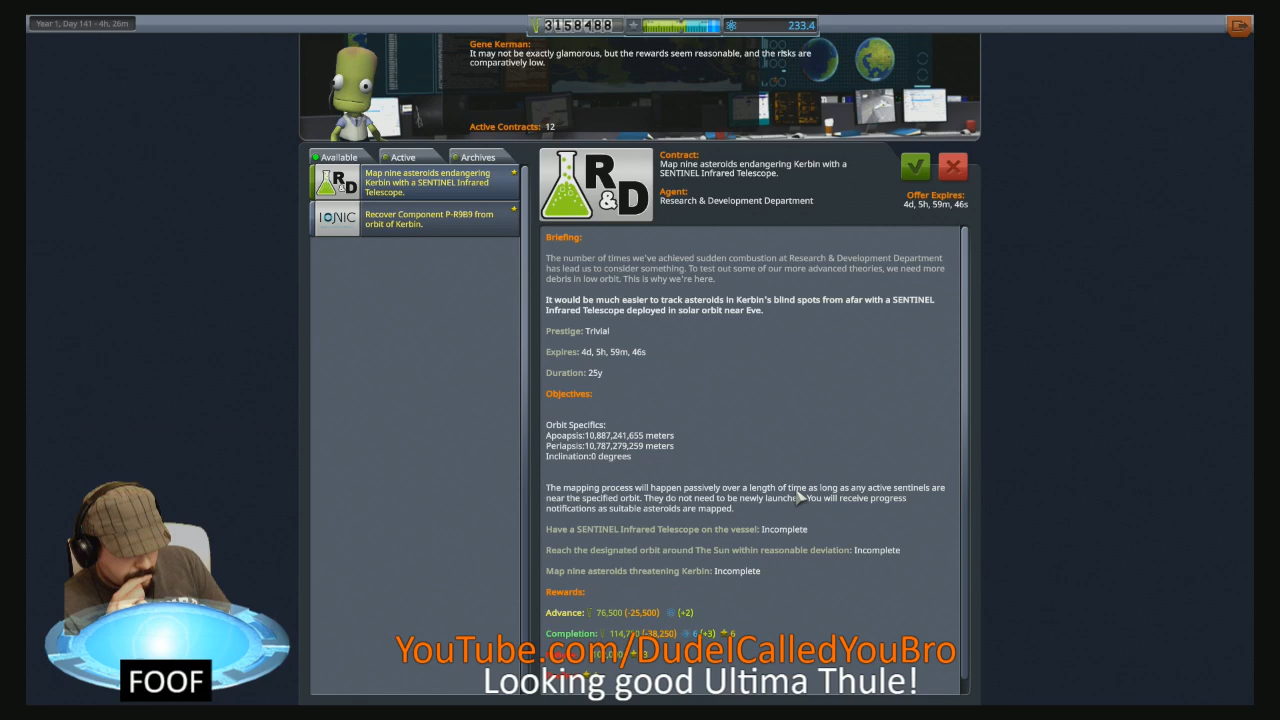 Year 1, Day 141 - 4h, 26m
3158488
233.4
Gene Kerman:
It may not be exactly glamorous, but the rewards seem reasonable, and the risks are
comparatively low.
Active Contracts: 12
Available
Active
Archives
R&D
Map nine asteroids endangering
Kerbin with a SENTINEL Infrared
Telescope.
IONIC
Recover Component P-R9B9 from
orbit of Kerbin.
R&D
Contract:
Map nine asteroids endangering Kerbin with a
SENTINEL Infrared Telescope.
Agent:
Research & Development Department
Offer Expires:
4d, 5h, 59m, 46s
Briefing:
The number of times we've achieved sudden combustion at Research & Development Department
has lead us to consider something. To test out some of our more advanced theories, we need more
debris in low orbit. This is why we're here.
It would be much easier to track asteroids in Kerbin's blind spots from afar with a SENTINEL
Infrared Telescope deployed in solar orbit near Eve.
Prestige: Trivial
Expires: 4d, 5h, 59m, 46s
Duration: 25y
Objectives:
Orbit Specifics:
Apoapsis:10,887,241,655 meters
Periapsis:10,787,279,259 meters
Inclination:0 degrees
The mapping process will happen passively over a length of time as long as any active sentinels are
near the specified orbit. They do not need to be newly You will receive progress
notifications as suitable asteroids are mapped.
Have a SENTINEL Infrared Telescope on the vessel: Incomplete
Reach the designated orbit around The Sun within reasonable deviation: Incomplete
Map nine asteroids threatening Kerbin: Incomplete
Rewards:
Advance: 76,500 (-25,500) (+2)
Completion: (-38,250) 6 (+3) 6
YouTube.com/DudeICalledYouBro
Looking good Ultima Thule!
FOOF